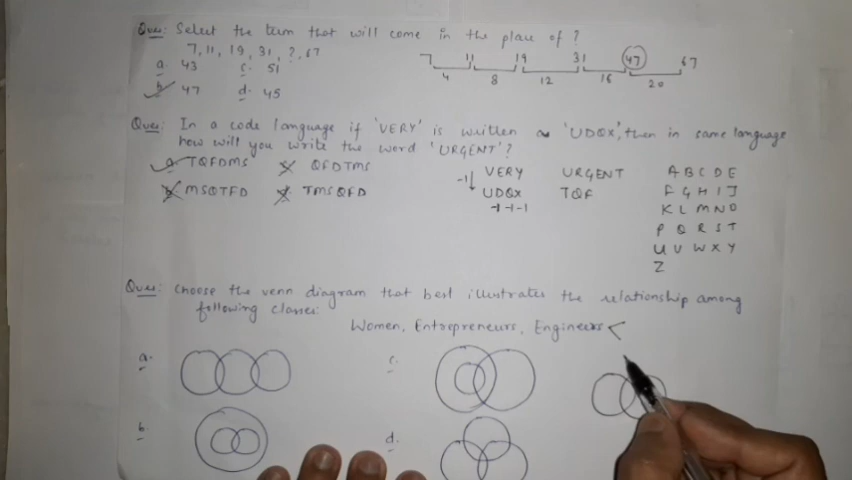 Ques: Select the term that will come in the place of ?
7, 11, 19, 31, ?, 67
a. 43 c. 51
b. 47 d. 45
7 11 19 31 47 67
4 8 12 16 20
Ques: In a code language if 'VERY' is written as 'UDQX', then in same language
how will you write the word 'URGENT'?
a. TQFDMS QFDTMS
MSQTFD TMSQFD
-1 VERY URGENT
UDQX TQF
-1 -1 -1
A B C D E
F G H I J
K L M N O
P Q R S T
U V W X Y
Z
Ques: Choose the venn diagram that best illustrates the relationship among
following classes:
Women, Entrepreneurs, Engineers <
a. c.
b d.